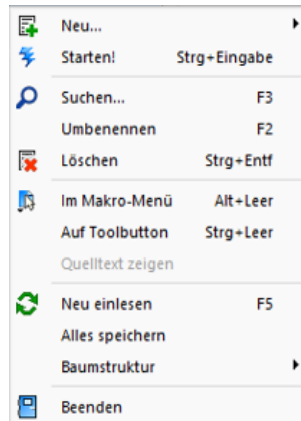 Neu...
Starten! Strg+Eingabe
Suchen... F3
Umbenennen F2
Löschen Strg+Entf
Im Makro-Menü Alt+Leer
Auf Toolbutton Strg+Leer
Quelltext zeigen
Neu einlesen F5
Alles speichern
Baumstruktur
Beenden